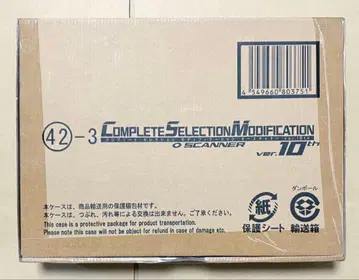 4 549660 803751
㊷-3 COMPLETE SELECTION MODIFICATION
O SCANNER
ver.10th
本ケースは、商品輸送用の保護梱包材です。
本ケースは、つぶれ、汚れ等による交換は出来ません、ご了承ください。
This case is a protective package for product transportation.
Please note this case will not be object for refund in case of damage etc.
紙
保護シート
ダンボール
輸送箱